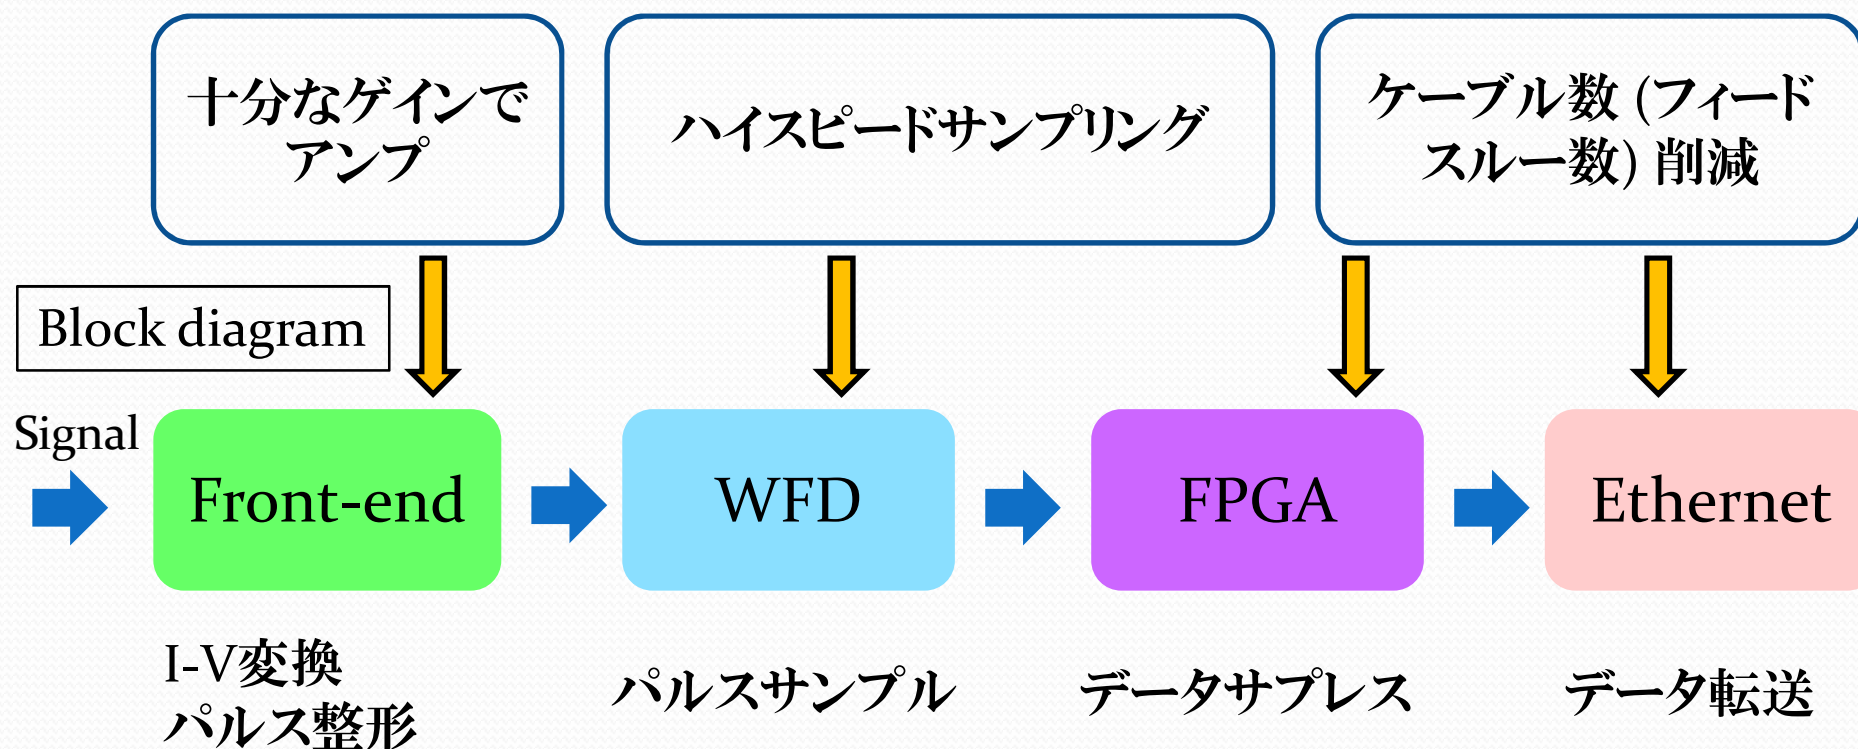 十分なゲインで
アンプ
ハイスピードサンプリング
ケーブル数 (フィード
スルー数) 削減
Block diagram
Signal
Front-end
WFD
FPGA
Ethernet
I-V変換
パルス整形
パルスサンプル
データサプレス
データ転送